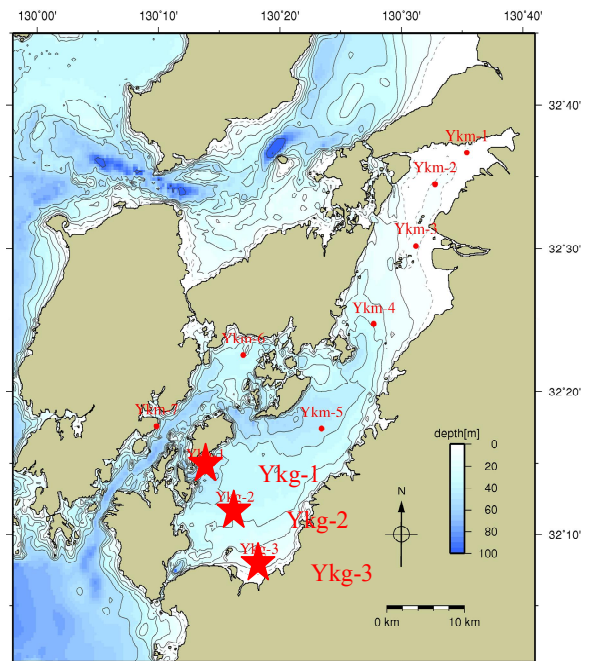 130°00' 130°10' 130°20' 130°30' 130°40'
32°40'
Ykm-1
Ykm-2
Ykm-3
32°30'
Ykm-4
Ykm-6
32°20'
Ykm-7
Ykm-5
depth[m]
0
20
40
60
80
100
Ykg-1
Ykg-1
Ykg-2
Ykg-2
N
32°10'
Ykg-3
Ykg-3
0 km 10 km